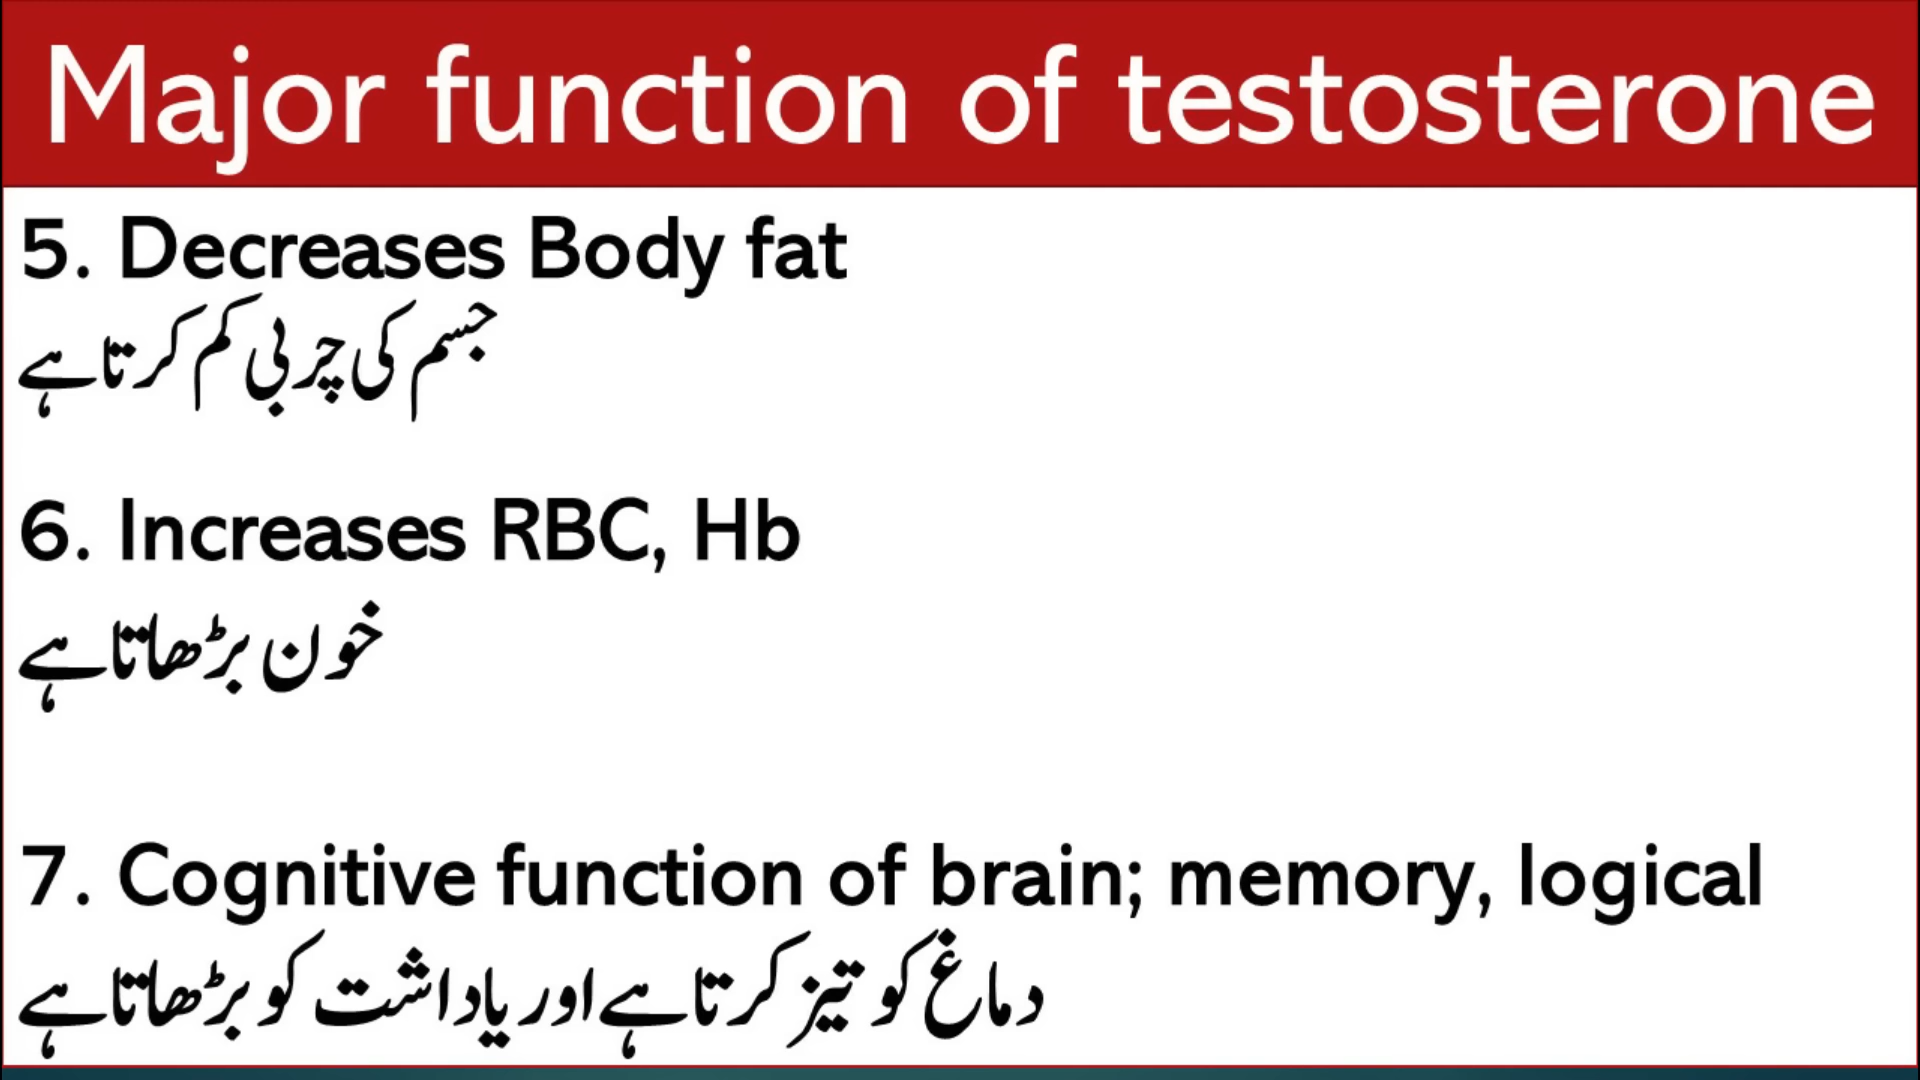 Major function of testosterone
5. Decreases Body fat
جسم کی چربی کم کرتا ہے
6. Increases RBC, Hb
خون بڑھاتا ہے
7. Cognitive function of brain; memory, logical
دماغ کو تیز کرتا ہے اور یاداشت کو بڑھاتا ہے